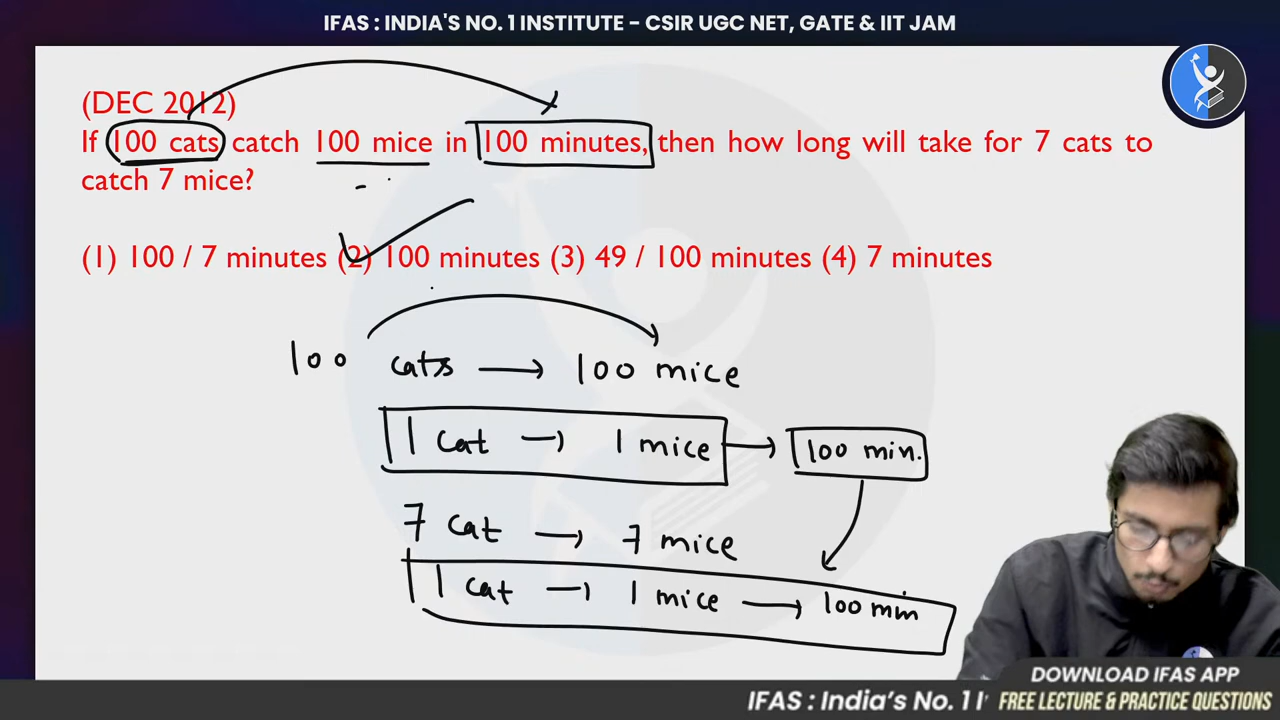 IFAS : INDIA'S NO. 1 INSTITUTE - CSIR UGC NET, GATE & IIT JAM
(DEC 2012)
If 100 cats catch 100 mice in 100 minutes, then how long will take for 7 cats to
catch 7 mice?
(1) 100 / 7 minutes (2) 100 minutes (3) 49 / 100 minutes (4) 7 minutes
100 cats → 100 mice
1 cat → 1 mice → 100 min.
7 cat → 7 mice
1 cat → 1 mice → 100 min
DOWNLOAD IFAS APP
IFAS: India's No. 1 I
FREE LECTURE & PRACTICE QUESTIONS